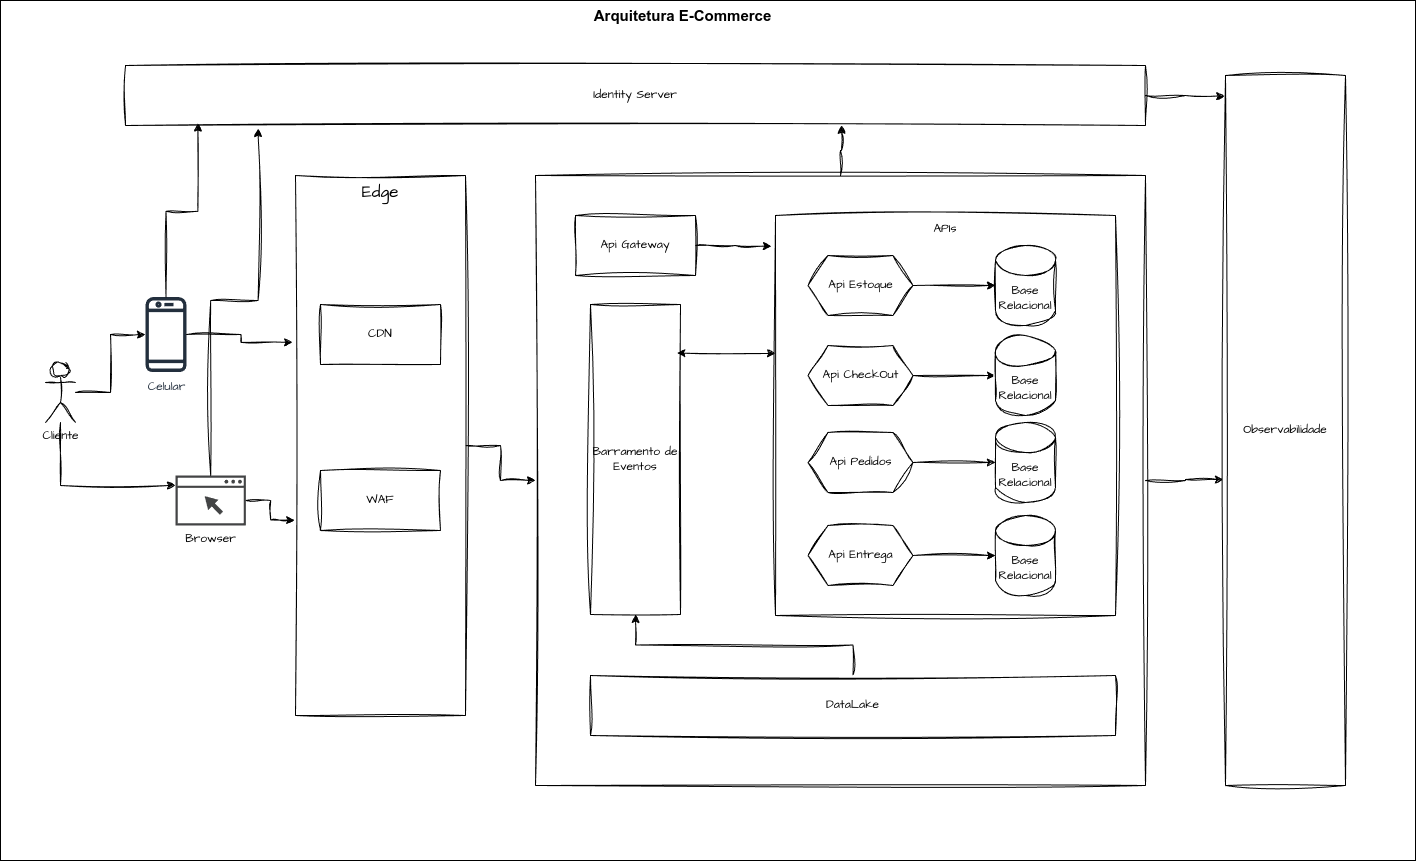 Arquitetura E-Commerce
Identity Server
Edge
CDN
WAF
Celular
Cliente
Browser
Api Gateway
Barramento de
Eventos
APIs
Api Estoque
Base
Relacional
Api CheckOut
Base
Relacional
Api Pedidos
Base
Relacional
Api Entrega
Base
Relacional
DataLake
Observabilidade